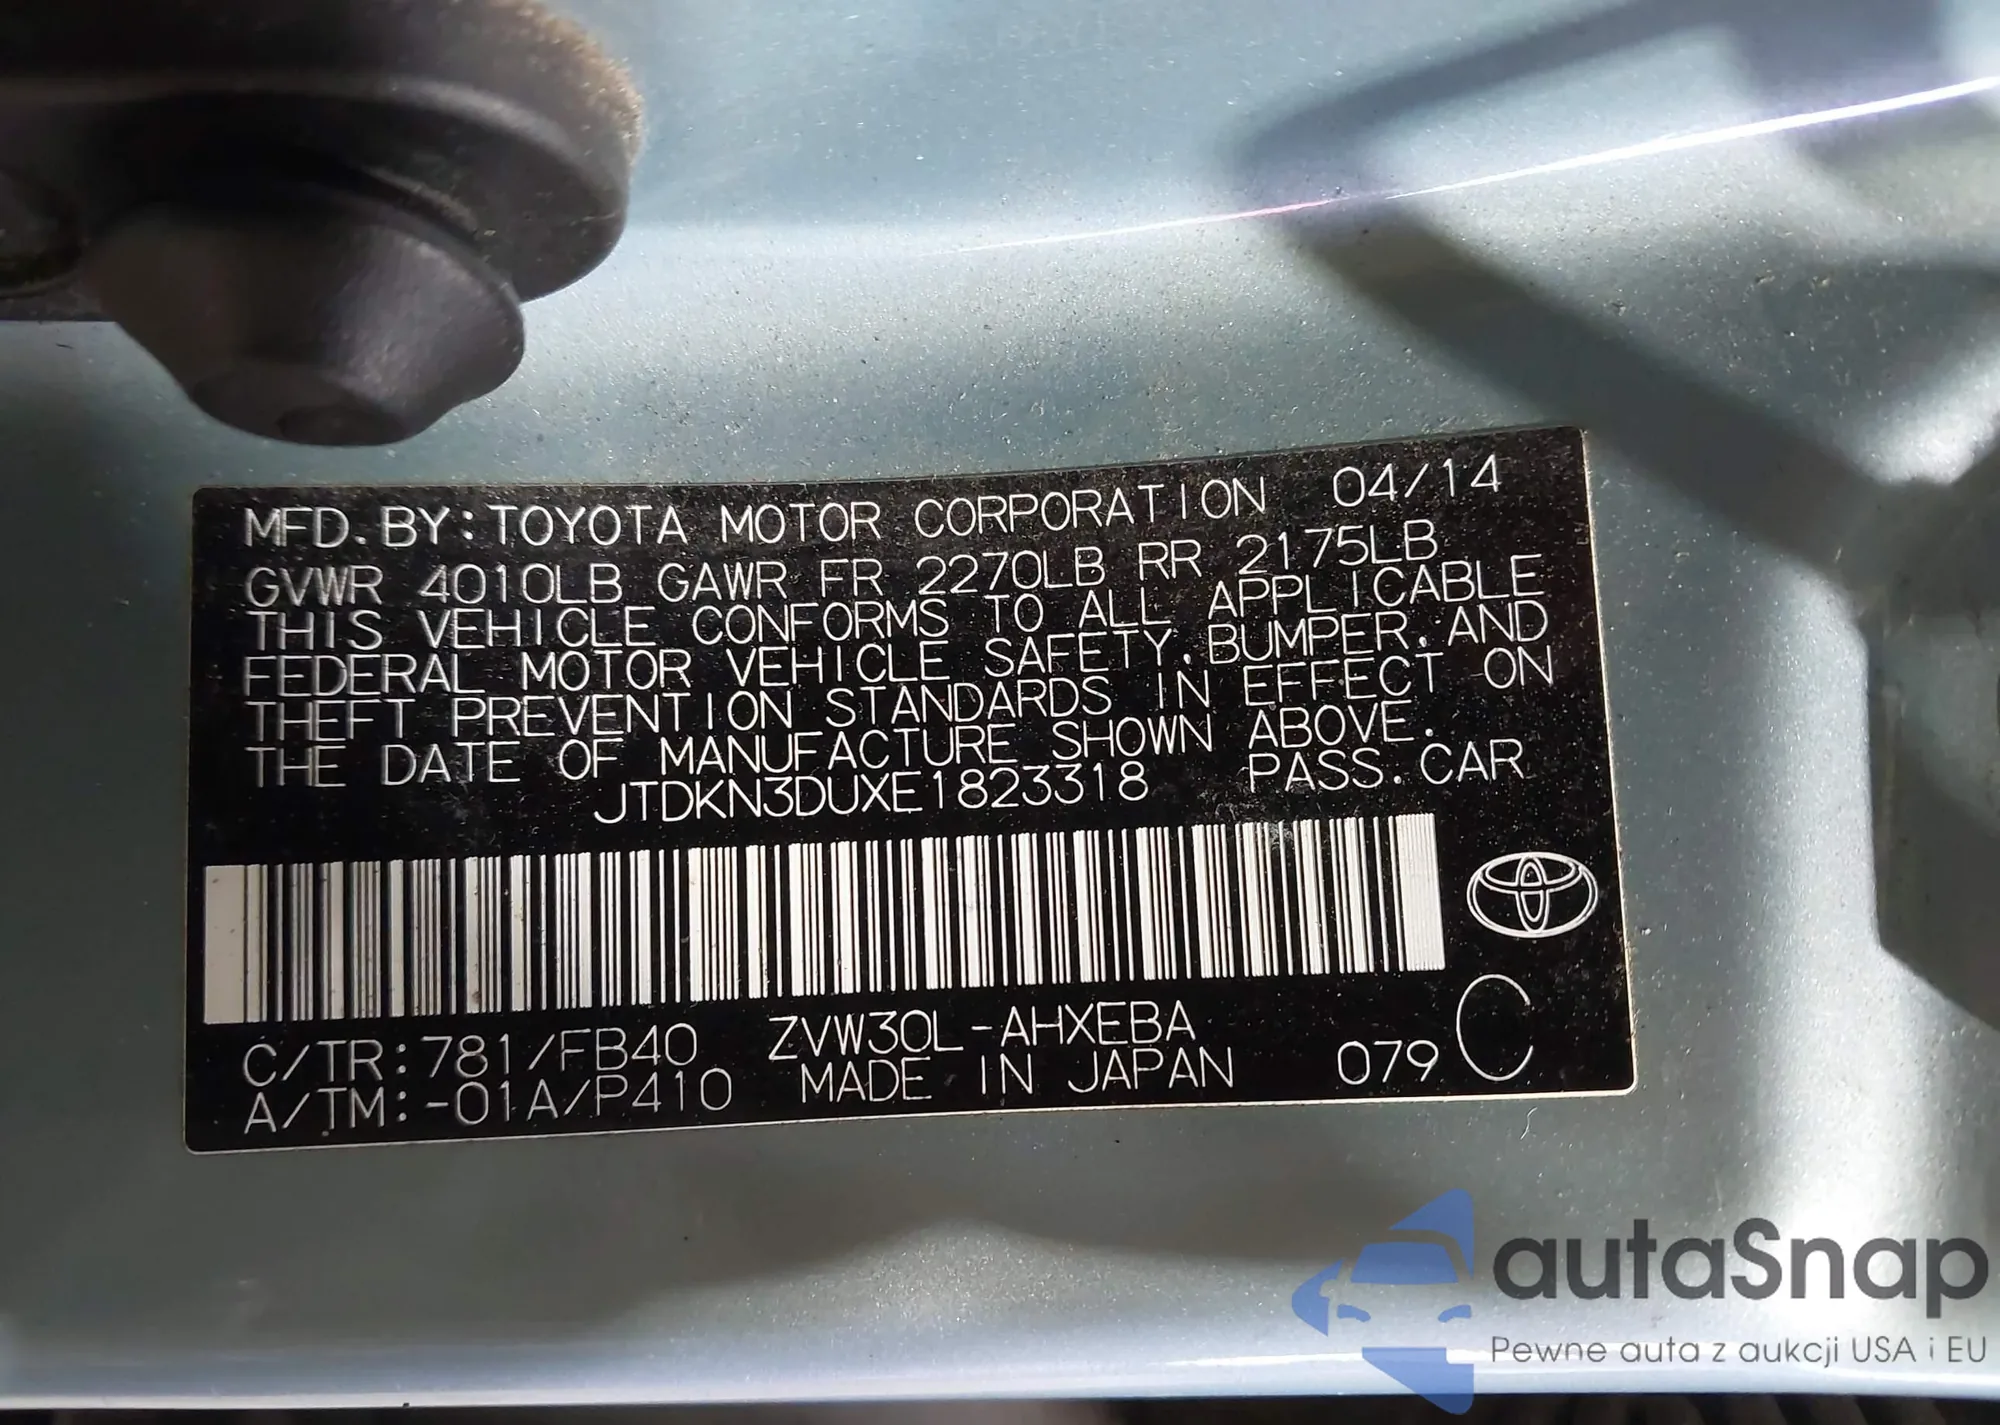 MFD.BY:TOYOTA MOTOR CORPORATION 04/14
GVWR 4010LB GAWR FR 2270LB RR 2175LB
THIS VEHICLE CONFORMS TO ALL APPLICABLE
FEDERAL MOTOR VEHICLE SAFETY, BUMPER, AND
THEFT PREVENTION STANDARDS IN EFFECT ON
THE DATE OF MANUFACTURE SHOWN ABOVE.
JTDKN3DUXE1823318 PASS.CAR
C/TR:781/FB40 ZVW30L-AHXEBA
A/TM:-01A/P410 MADE IN JAPAN 079 C
autaSnap
Pewne auta z aukcji USA i EU